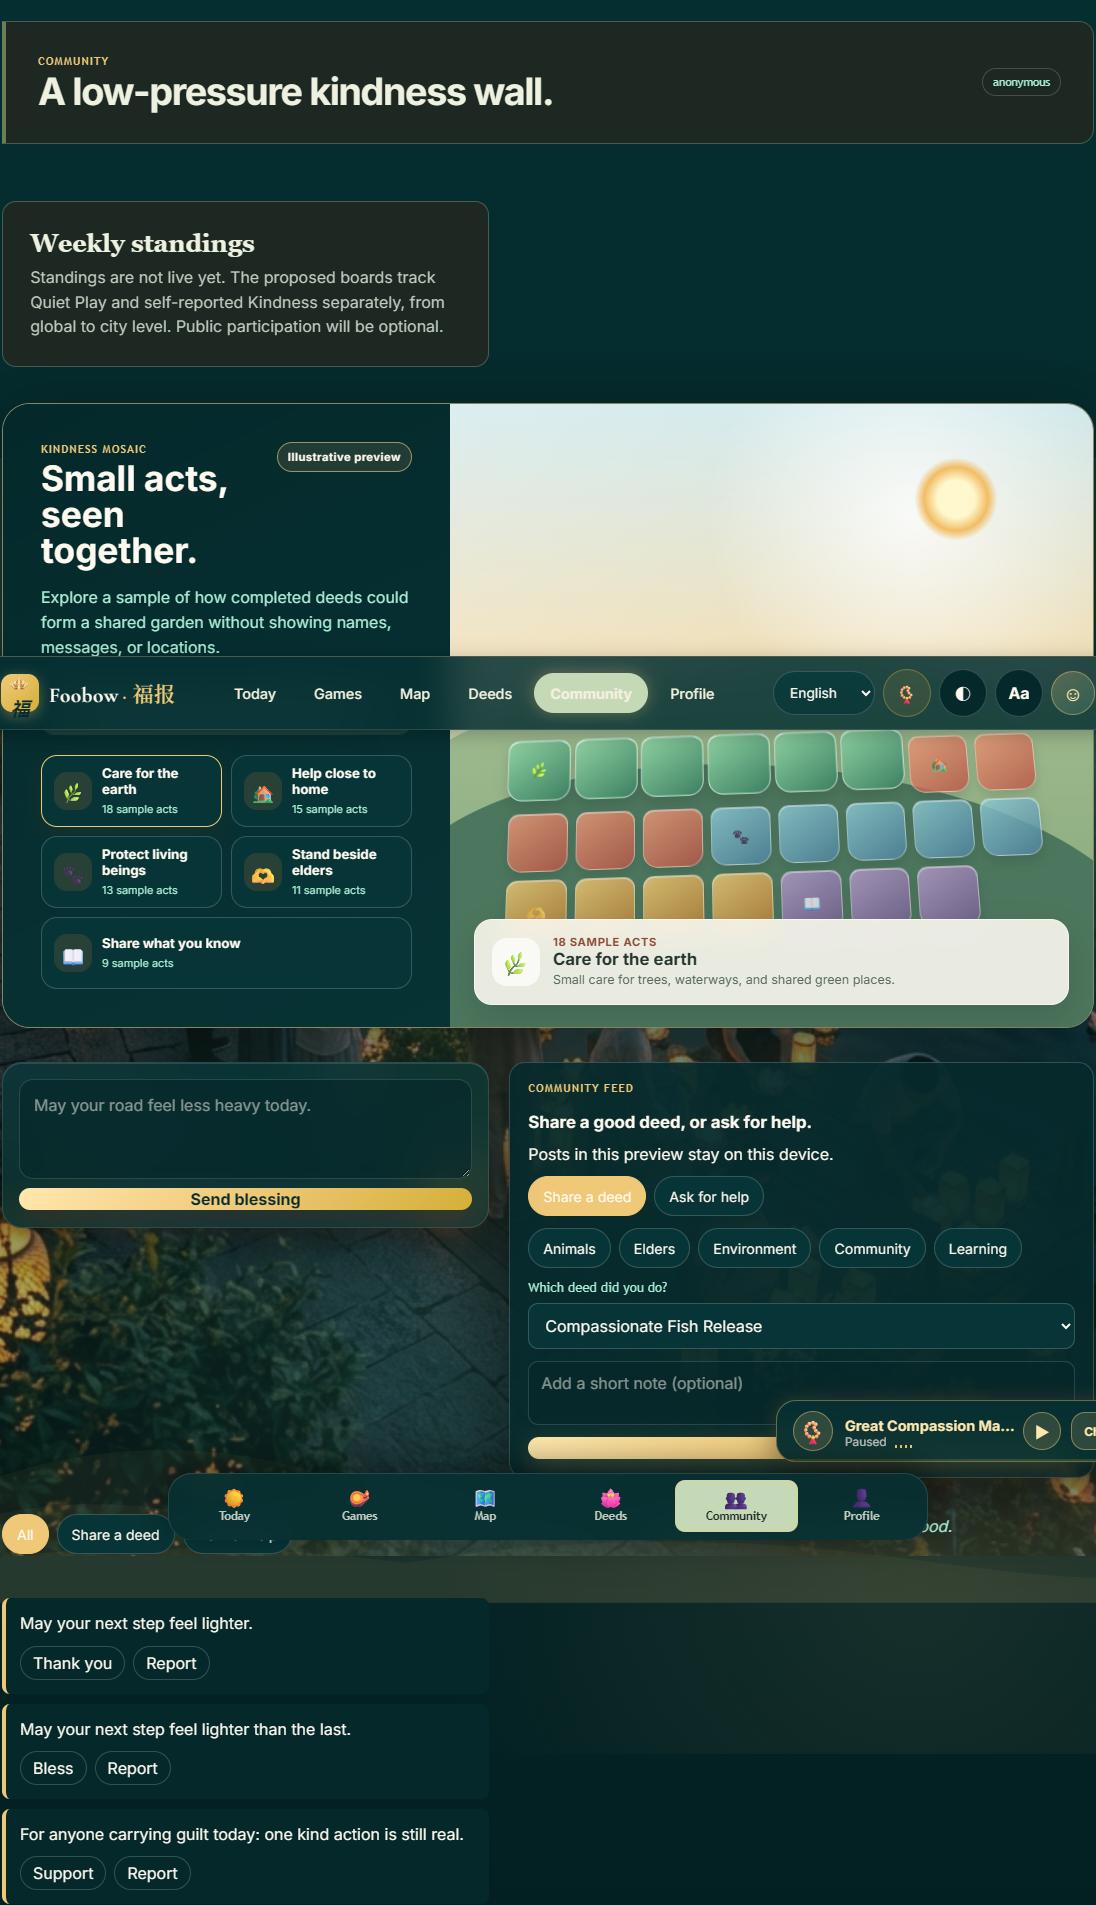 COMMUNITY
A low-pressure kindness wall.
anonymous
Weekly standings
Standings are not live yet. The proposed boards track
Quiet Play and self-reported Kindness separately, from
global to city level. Public participation will be optional.
KINDNESS MOSAIC
Illustrative preview
Small acts,
seen
together.
Explore a sample of how completed deeds could
form a shared garden without showing names,
messages, or locations.
福
Foobow · 福报
Today
Games
Map
Deeds
Community
Profile
English
Aa
Care for the
earth
18 sample acts
Help close to
home
15 sample acts
Protect living
beings
13 sample acts
Stand beside
elders
11 sample acts
Share what you know
9 sample acts
18 SAMPLE ACTS
Care for the earth
Small care for trees, waterways, and shared green places.
May your road feel less heavy today.
Send blessing
COMMUNITY FEED
Share a good deed, or ask for help.
Posts in this preview stay on this device.
Share a deed
Ask for help
Animals
Elders
Environment
Community
Learning
Which deed did you do?
Compassionate Fish Release
Add a short note (optional)
Great Compassion Ma...
Paused
Today
Games
Map
Deeds
Community
Profile
All
Share a deed
May your next step feel lighter.
Thank you
Report
May your next step feel lighter than the last.
Bless
Report
For anyone carrying guilt today: one kind action is still real.
Support
Report